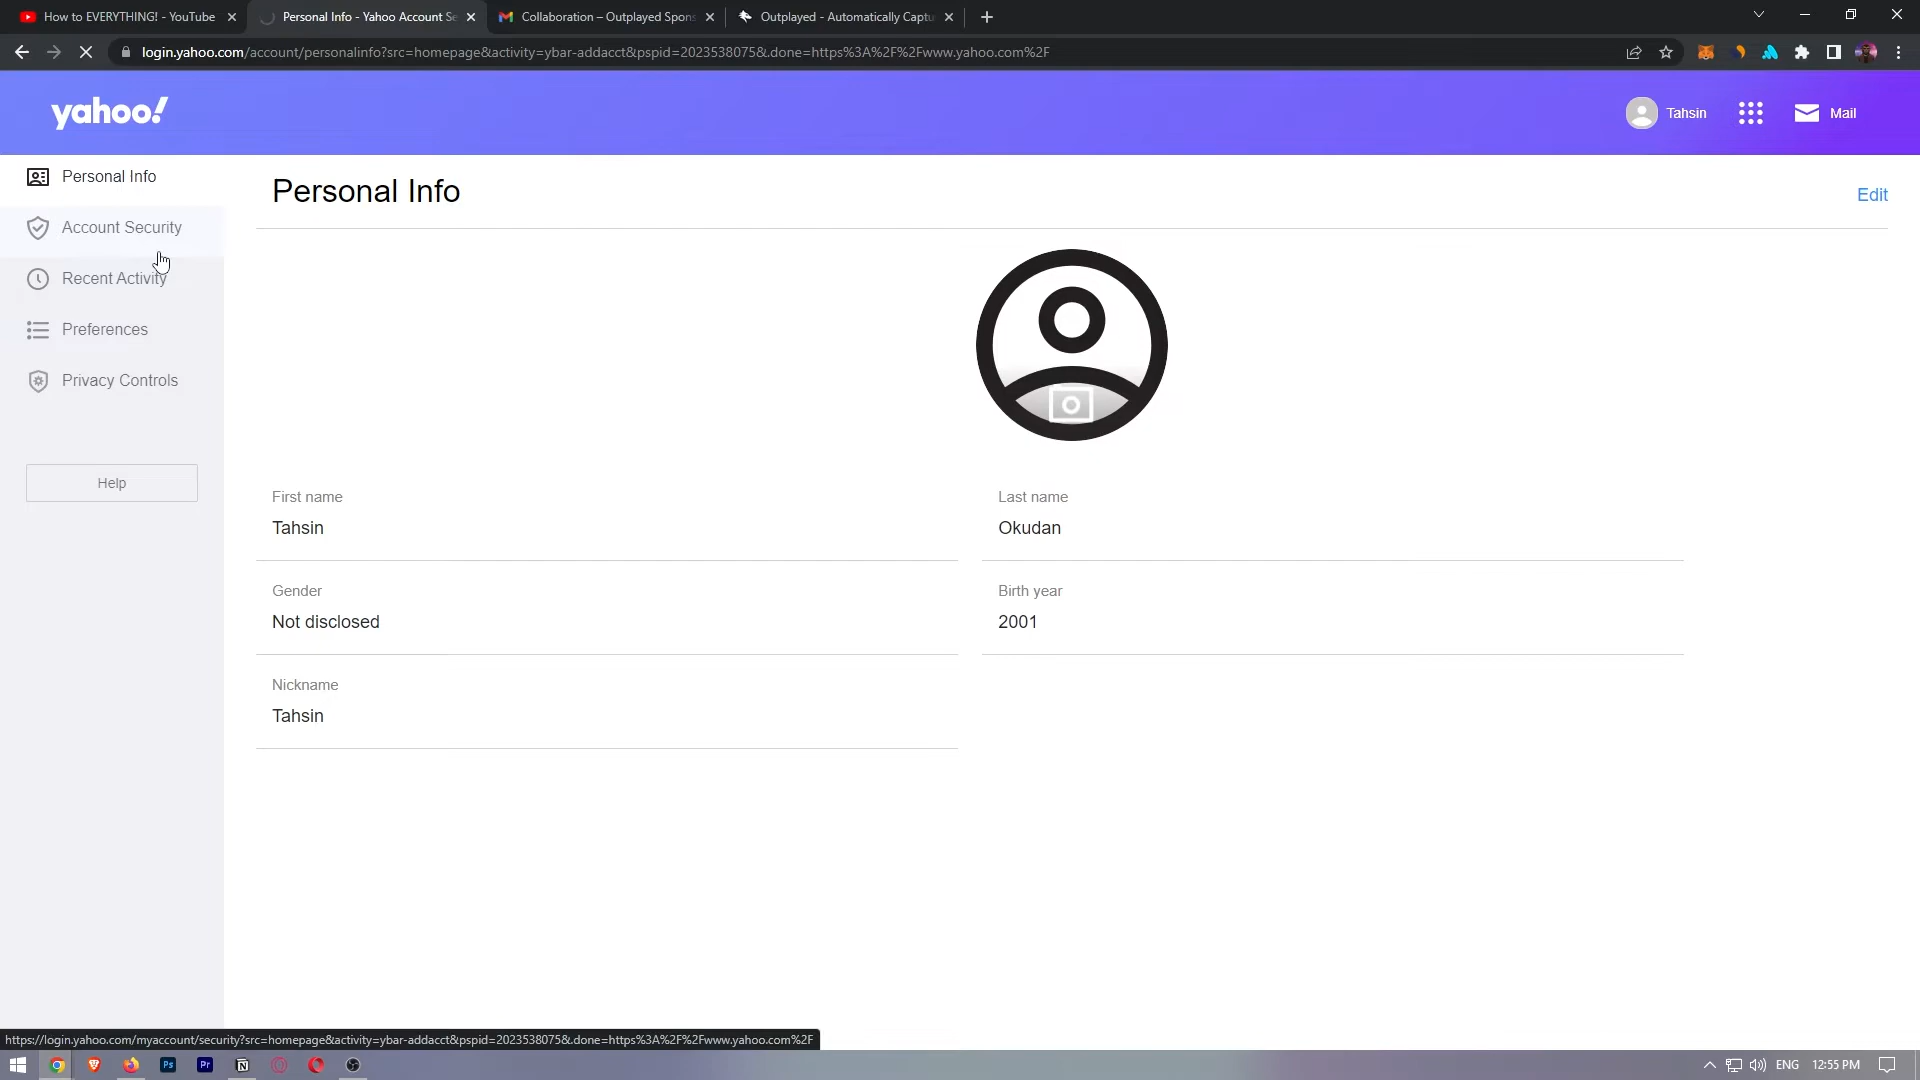 How to EVERYTHING! - YouTube
Personal Info - Yahoo Account Se
Collaboration – Outplayed Spons
Outplayed - Automatically Captu
login.yahoo.com/account/personalinfo?src=homepage&activity=ybar-addacct&pspid=2023538075&.done=https%3A%2F%2Fwww.yahoo.com%2F
yahoo!
Tahsin
Mail
Personal Info
Account Security
Recent Activity
Preferences
Privacy Controls
Help
Personal Info
Edit
First name
Tahsin
Last name
Okudan
Gender
Not disclosed
Birth year
2001
Nickname
Tahsin
https://login.yahoo.com/myaccount/security?src=homepage&activity=ybar-addacct&pspid=2023538075&.done=https%3A%2F%2Fwww.yahoo.com%2F
Ps
Pr
N
ENG
12:55 PM